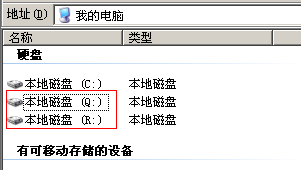 地址(D) 我的电脑
名称 类型
硬盘
本地磁盘 (C:) 本地磁盘
本地磁盘 (Q:) 本地磁盘
本地磁盘 (R:) 本地磁盘
有可移动存储的设备